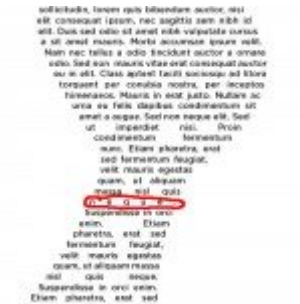 sollicitudin, lorem quis bibendum auctor, nisi
elit consequat ipsum, nec sagittis sem nibh id
elit. Duis sed odio sit amet nibh vulputate cursus
a sit amet mauris. Morbi accumsan ipsum velit.
Nam nec tellus a odio tincidunt auctor a ornare
odio. Sed non mauris vitae erat consequat auctor
eu in elit. Class aptent taciti sociosqu ad litora
torquent per conubia nostra, per inceptos
himenaeos. Mauris in erat justo. Nullam ac
urna eu felis dapibus condimentum sit
amet a augue. Sed non neque elit. Sed
ut imperdiet nisi. Proin
condimentum fermentum
nunc. Etiam pharetra, erat
sed fermentum feugiat,
velit mauris egestas
quam, ut aliquam
massa nisl quis
n e q u e .
Suspendisse in orci
enim. Etiam
pharetra, erat sed
fermentum feugiat,
velit mauris egestas
quam, ut aliquam massa
nisl quis neque.
Suspendisse in orci enim.
Etiam pharetra, erat sed